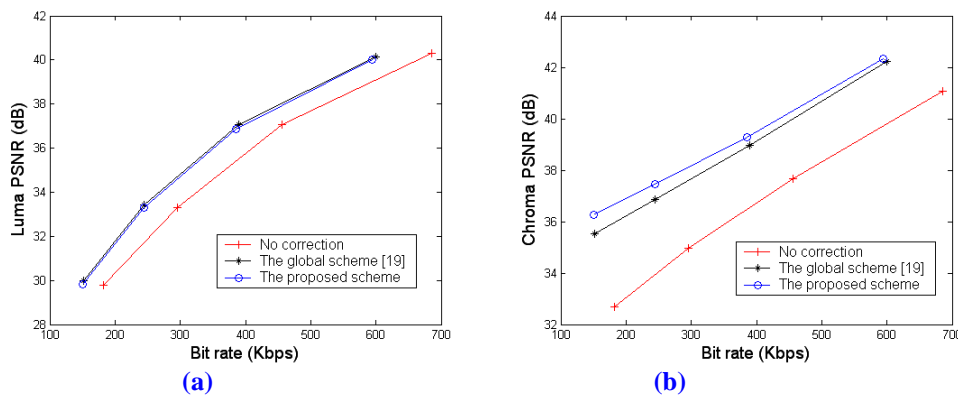 42
40
38
36
34
32
30
28
Luma PSNR (dB)
No correction
The global scheme [19]
The proposed scheme
100 200 300 400 500 600 700
Bit rate (Kbps)
(a)
44
42
40
38
36
34
32
Chroma PSNR (dB)
No correction
The global scheme [19]
The proposed scheme
100 200 300 400 500 600 700
Bit rate (Kbps)
(b)